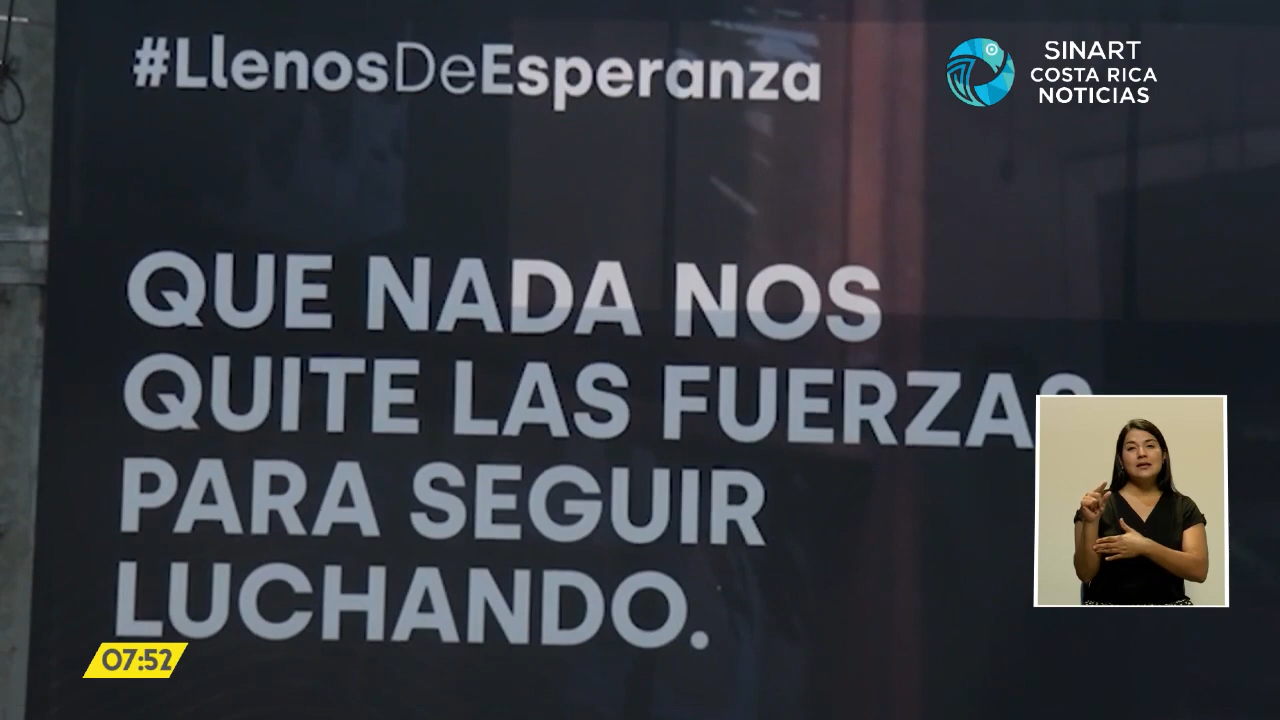 #LlenosDeEsperanza
SINART
COSTA RICA
NOTICIAS
QUE NADA NOS
QUITE LAS FUERZAS
PARA SEGUIR
LUCHANDO.
07:52